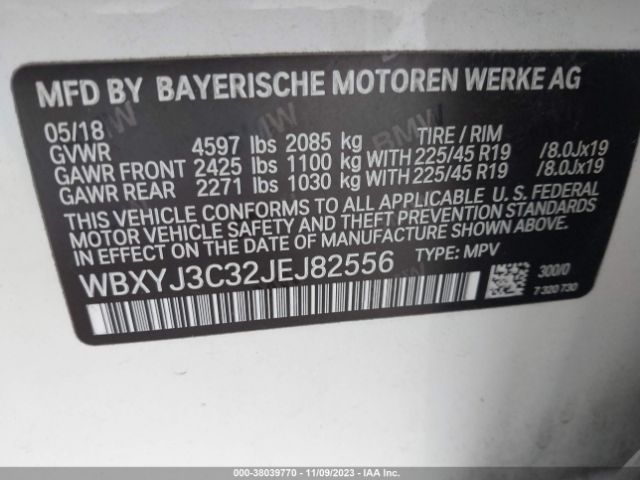 MFD BY BAYERISCHE MOTOREN WERKE AG
05/18 TIRE / RIM
GVWR 4597 lbs 2085 kg
GAWR FRONT 2425 lbs 1100 kg WITH 225/45 R19 /8.0Jx19
GAWR REAR 2271 lbs 1030 kg WITH 225/45 R19 /8.0Jx19
THIS VEHICLE CONFORMS TO ALL APPLICABLE U. S. FEDERAL
MOTOR VEHICLE SAFETY AND THEFT PREVENTION STANDARDS
IN EFFECT ON THE DATE OF MANUFACTURE SHOWN ABOVE.
WBXYJ3C32JEJ82556 TYPE: MPV
300/0
7 320 730
BMW
000-38039770 - 11/09/2023 - IAAI.COM